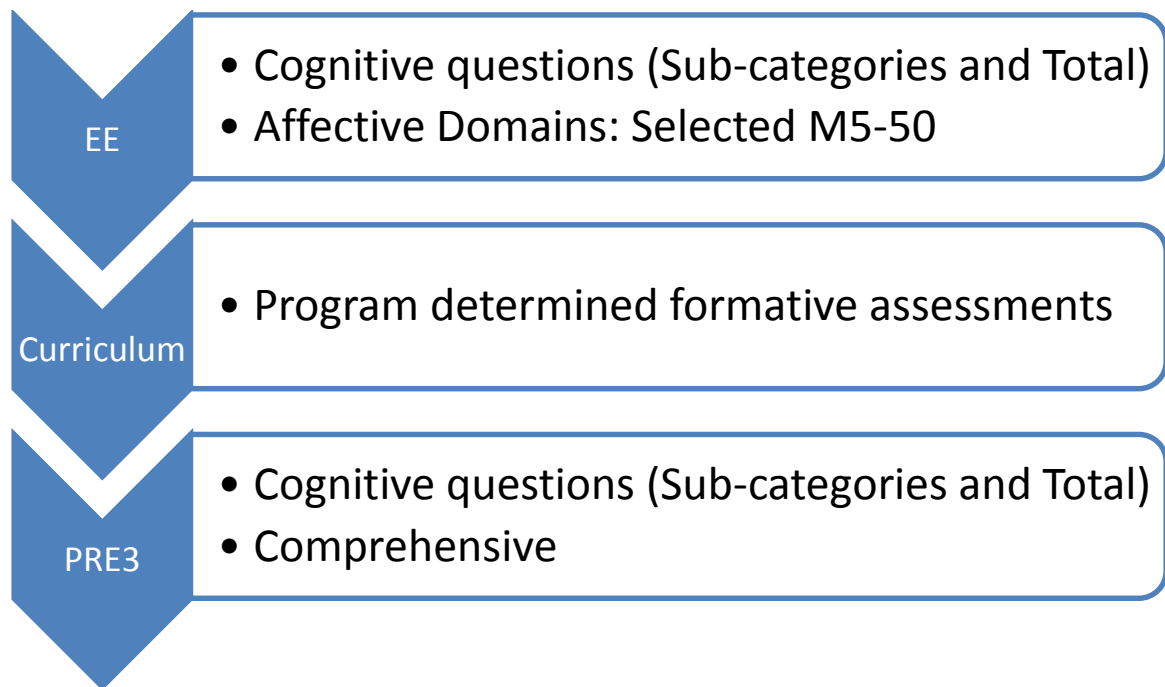 EE
• Cognitive questions (Sub-categories and Total)
• Affective Domains: Selected M5-50
Curriculum
• Program determined formative assessments
PRE3
• Cognitive questions (Sub-categories and Total)
• Comprehensive